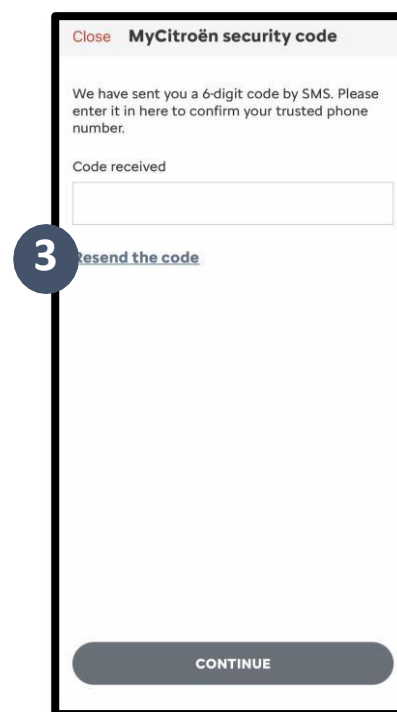 Close MyCitroën security code
We have sent you a 6-digit code by SMS. Please
enter it in here to confirm your trusted phone
number.
Code received
3
Resend the code
CONTINUE